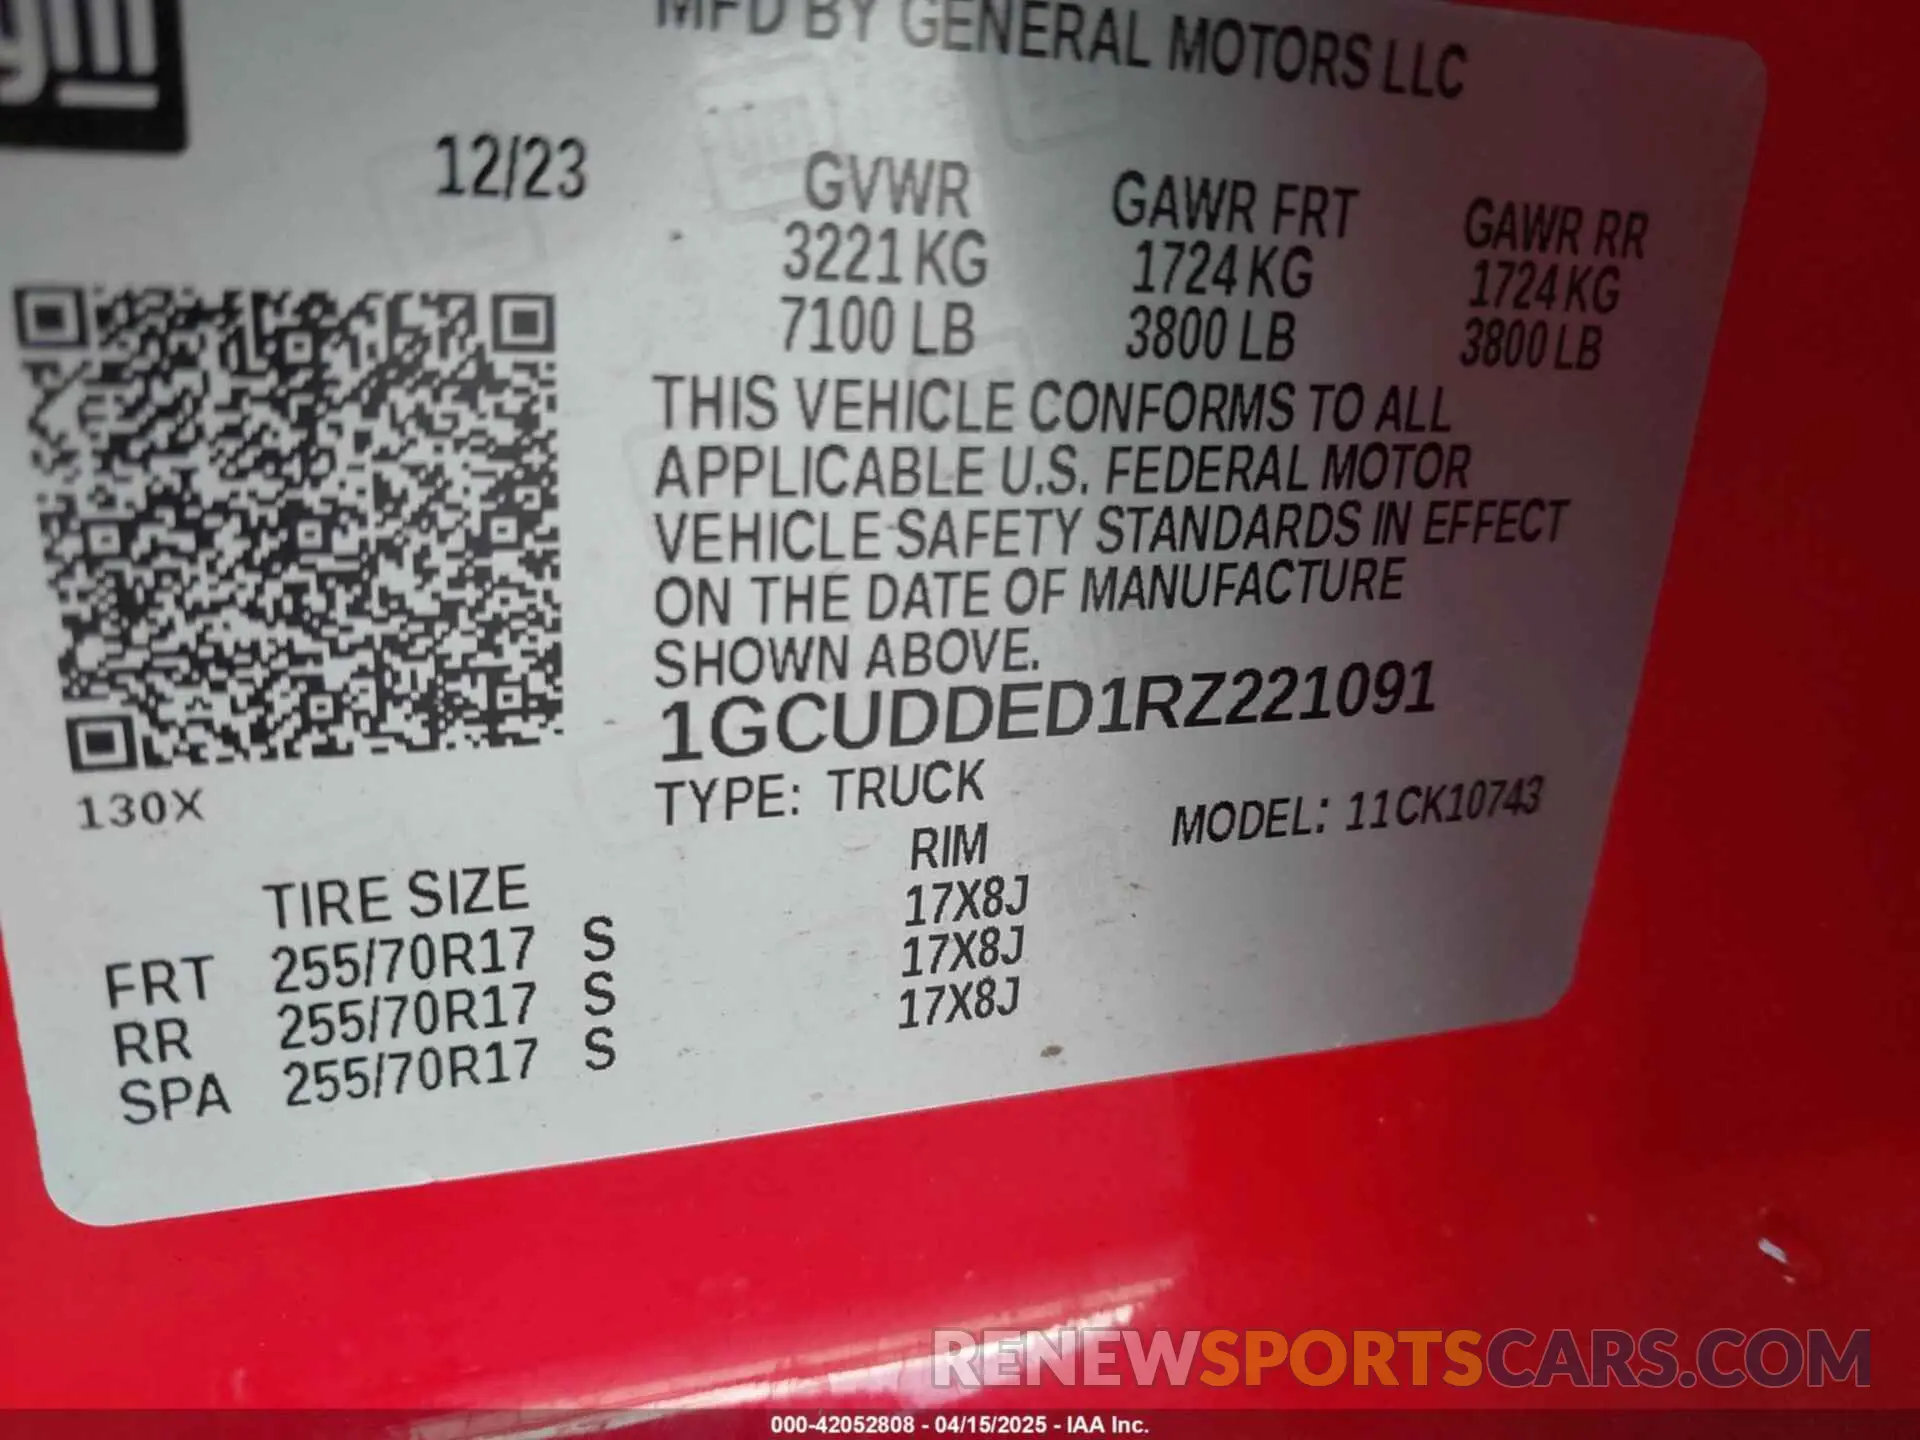 gm
MFD BY GENERAL MOTORS LLC
12/23
GVWR GAWR FRT GAWR RR
3221 KG 1724 KG 1724 KG
7100 LB 3800 LB 3800 LB
THIS VEHICLE CONFORMS TO ALL
APPLICABLE U.S. FEDERAL MOTOR
VEHICLE SAFETY STANDARDS IN EFFECT
ON THE DATE OF MANUFACTURE
SHOWN ABOVE.
1GCUDDED1RZ221091
TYPE: TRUCK MODEL: 11CK10743
130X
TIRE SIZE RIM
FRT 255/70R17 S 17X8J
RR 255/70R17 S 17X8J
SPA 255/70R17 S 17X8J
RENEWSPORTSCARS.COM
000-42052808 - 04/15/2025 - IAA Inc.